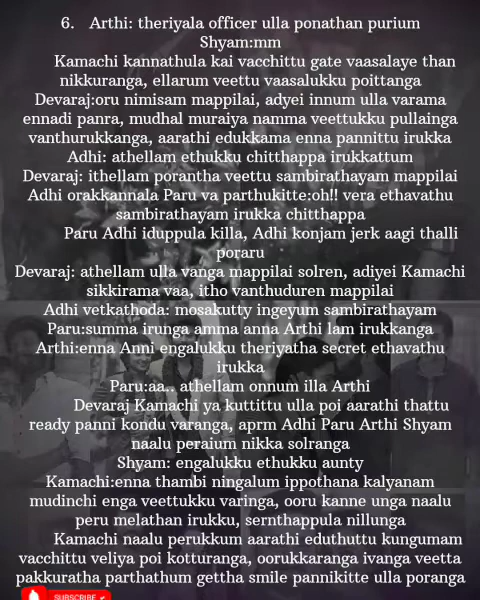 6. Arthi: theriyala officer ulla ponathan purium
Shyam:mm
Kamachi kannathula kai vacchittu gate vaasalaye than
nikkuranga, ellarum veettu vaasalukku poittanga
Devaraj:oru nimisam mappilai, adyei innum ulla varama
ennadi panra, mudhal muraiya namma veettukku pullainga
vanthurukkanga, aarathi edukkama enna pannittu irukka
Adhi: athellam ethukku chitthappa irukkattum
Devaraj: ithellam porantha veettu sambirathayam mappilai
Adhi orakkannala Paru va parthukitte:oh!! vera ethavathu
sambirathayam irukka chitthappa
Paru Adhi iduppula killa, Adhi konjam jerk aagi thalli
poraru
Devaraj: athellam ulla vanga mappilai solren, adiyei Kamachi
sikkirama vaa, itho vanthuduren mappilai
Adhi vetkathoda: mosakutty ingeyum sambirathayam
Paru:summa irunga amma anna Arthi lam irukkanga
Arthi:enna Anni engalukku theriyatha secret ethavathu
irukka
Paru:aa.. athellam onnum illa Arthi
Devaraj Kamachi ya kuttittu ulla poi aarathi thattu
ready panni kondu varanga, aprm Adhi Paru Arthi Shyam
naalu peraium nikka solranga
Shyam: engalukku ethukku aunty
Kamachi:enna thambi ningalum ippothana kalyanam
mudinchi enga veettukku varinga, ooru kanne unga naalu
peru melathan irukku, sernthappula nillunga
Kamachi naalu perukkum aarathi eduthuttu kungumam
vacchittu veliya poi kotturanga, oorukkaranga ivanga veetta
pakkuratha parthathum gettha smile pannikitte ulla poranga
SUBSCRIBE